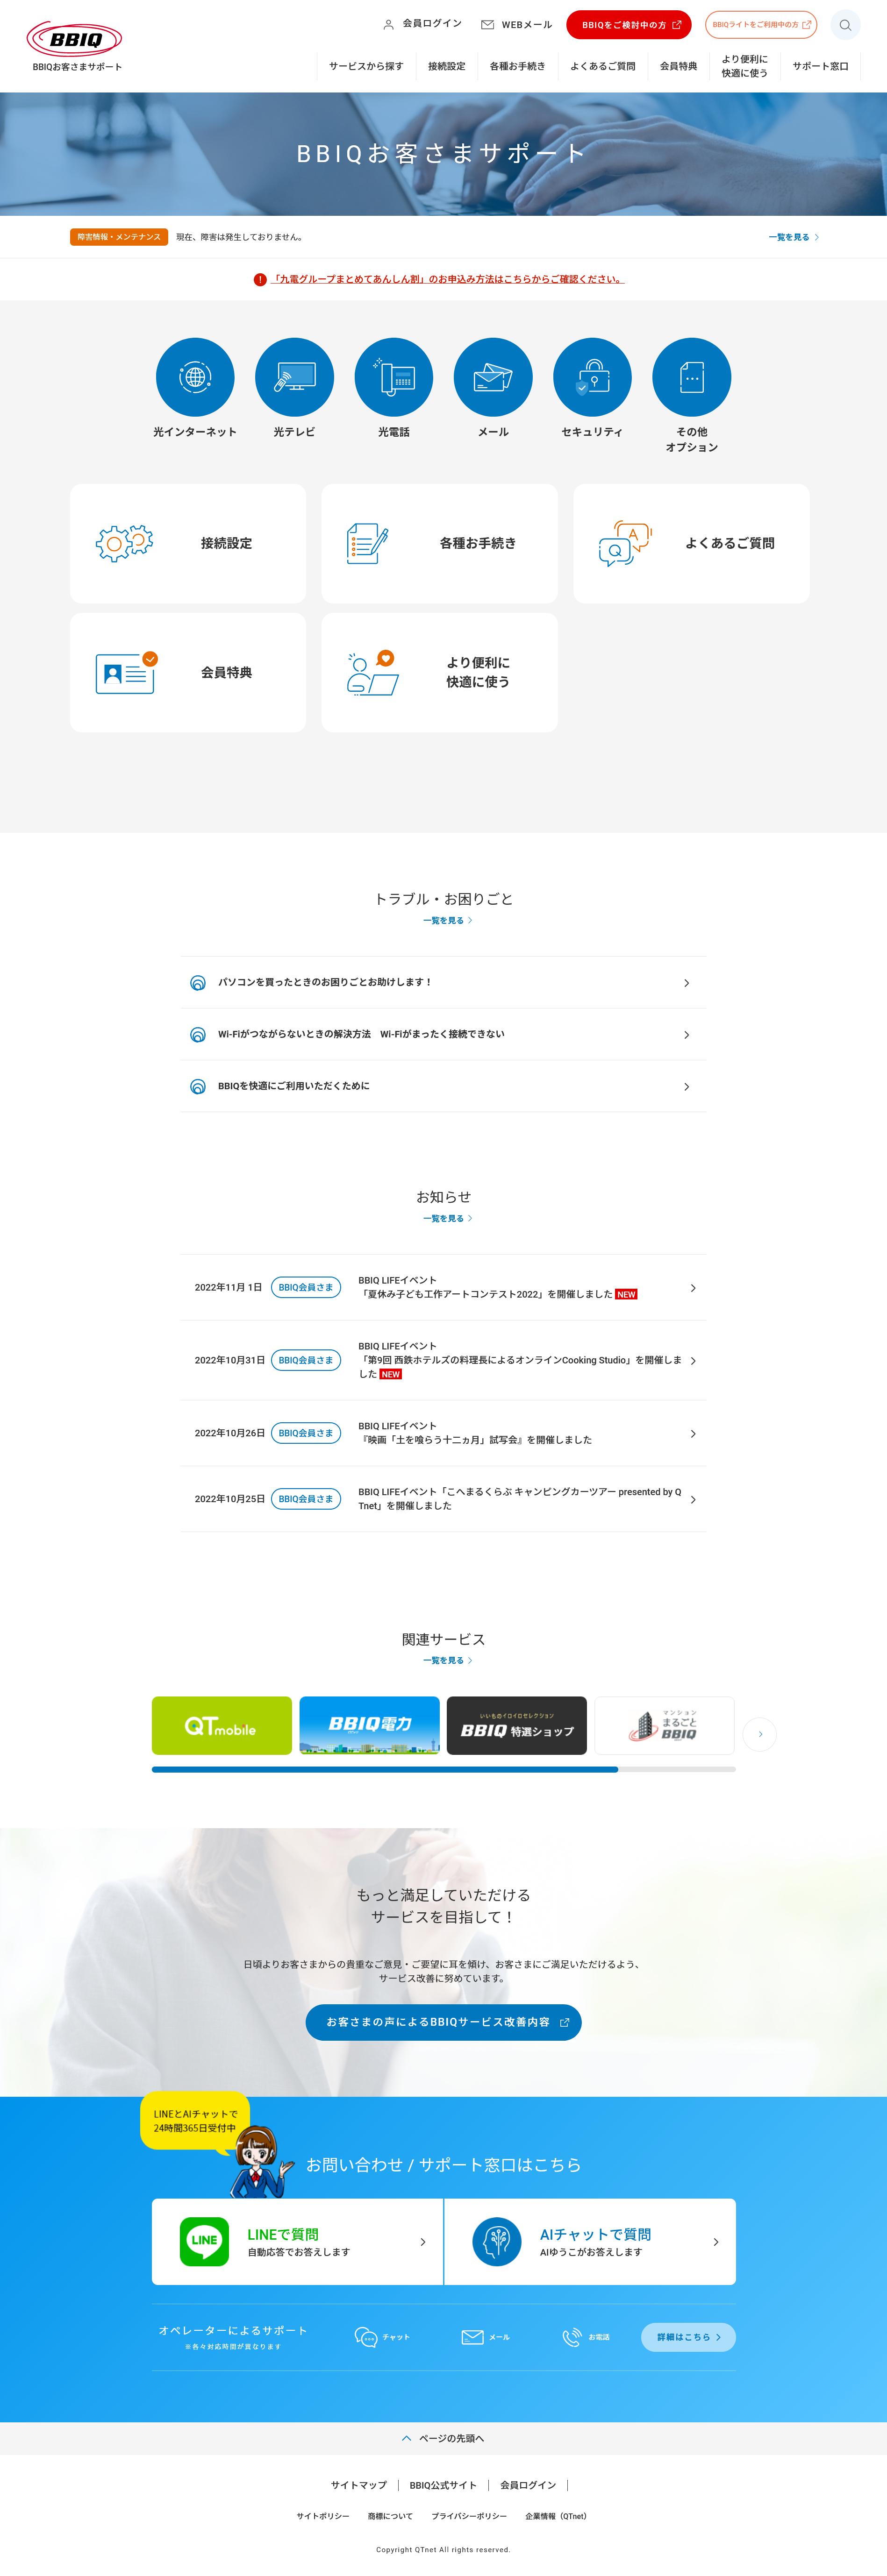 会員ログイン
WEBメール
BBIQをご検討中の方
BBIQライトをご利用中の方
BBIQ
BBIQお客さまサポート
サービスから探す
接続設定
各種お手続き
よくあるご質問
会員特典
より便利に
快適に使う
サポート窓口
BBIQお客さまサポート
障害情報・メンテナンス
現在、障害は発生しておりません。
一覧を見る
「九電グループまとめてあんしん割」のお申込み方法はこちらからご確認ください。
光インターネット
光テレビ
光電話
メール
セキュリティ
その他
オプション
接続設定
各種お手続き
Q A
よくあるご質問
会員特典
より便利に
快適に使う
トラブル・お困りごと
一覧を見る
パソコンを買ったときのお困りごとお助けします！
Wi-Fiがつながらないときの解決方法　Wi-Fiがまったく接続できない
BBIQを快適にご利用いただくために
お知らせ
一覧を見る
2022年11月 1日
BBIQ会員さま
BBIQ LIFEイベント
「夏休み子ども工作アートコンテスト2022」を開催しました NEW
2022年10月31日
BBIQ会員さま
BBIQ LIFEイベント
「第9回 西鉄ホテルズの料理長によるオンラインCooking Studio」を開催しま
した NEW
2022年10月26日
BBIQ会員さま
BBIQ LIFEイベント
『映画「土を喰らう十二ヵ月」試写会』を開催しました
2022年10月25日
BBIQ会員さま
BBIQ LIFEイベント「こへまるくらぶ キャンピングカーツアー presented by Q
Tnet」を開催しました
関連サービス
一覧を見る
QTmobile
BBIQ電力
いいものイロイロセレクション
BBIQ 特選ショップ
マンション
まるごと
BBIQ
もっと満足していただける
サービスを目指して！
日頃よりお客さまからの貴重なご意見・ご要望に耳を傾け、お客さまにご満足いただけるよう、
サービス改善に努めています。
お客さまの声によるBBIQサービス改善内容
LINEとAIチャットで
24時間365日受付中
お問い合わせ / サポート窓口はこちら
LINE
LINEで質問
自動応答でお答えします
AIチャットで質問
AIゆうこがお答えします
オペレーターによるサポート
※各々対応時間が異なります
チャット
メール
お電話
詳細はこちら
ページの先頭へ
サイトマップ
BBIQ公式サイト
会員ログイン
サイトポリシー
商標について
プライバシーポリシー
企業情報（QTnet）
Copyright QTnet All rights reserved.